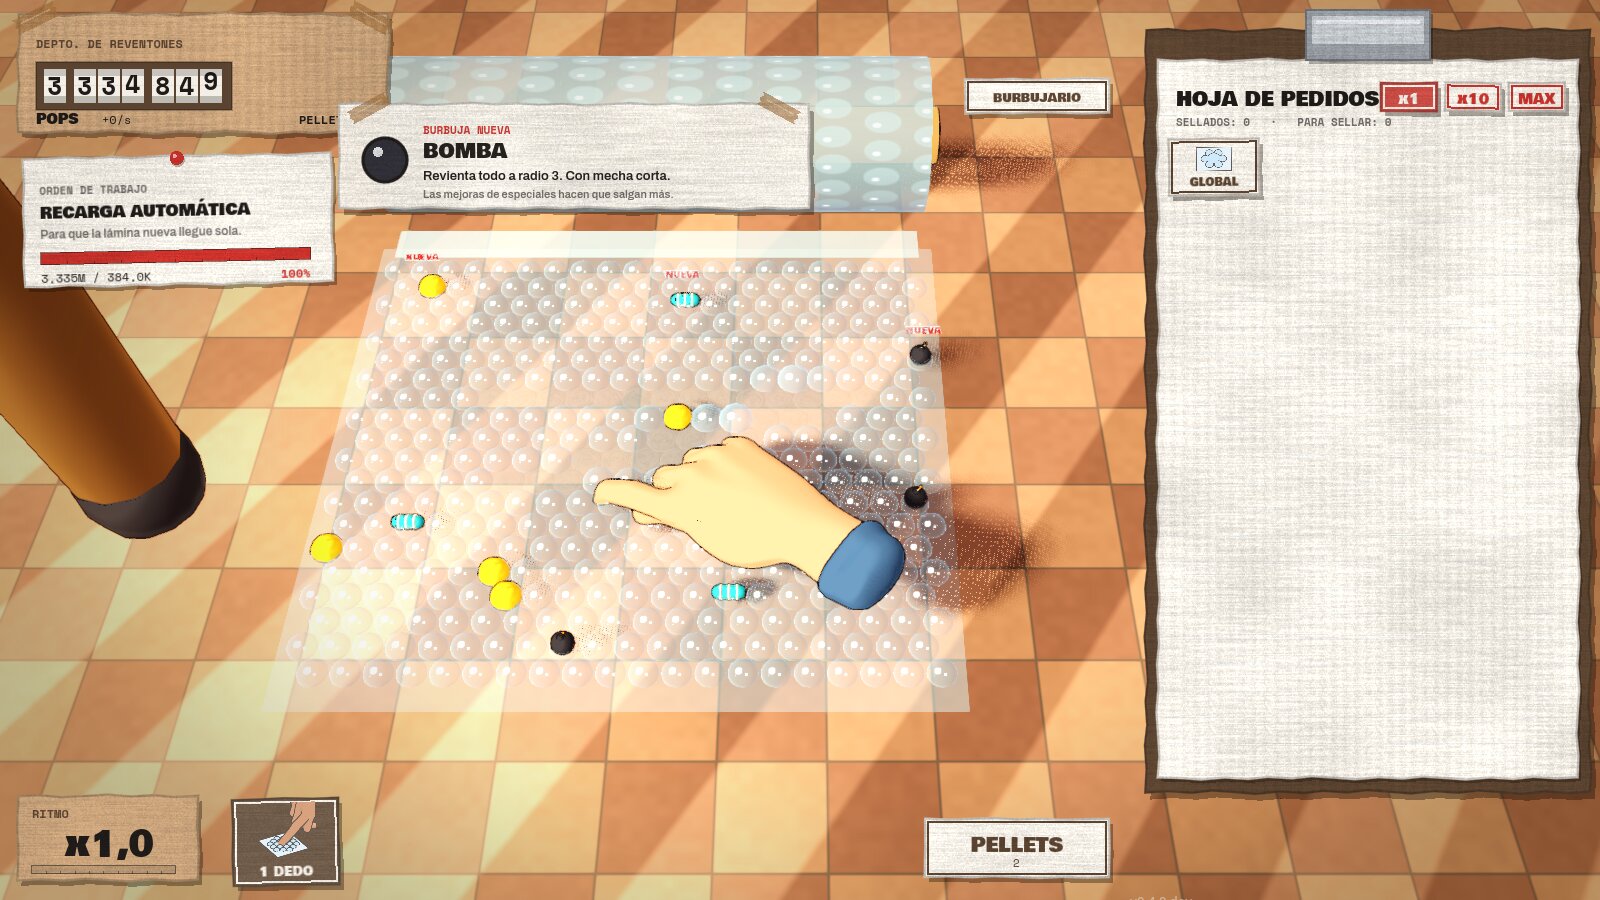 DEPTO. DE REVENTONES
3 334 849
POPS +0/s
ORDEN DE TRABAJO
RECARGA AUTOMÁTICA
Para que la lámina nueva llegue sola.
3.335M / 384.0K 100%
BURBUJA NUEVA
BOMBA
Revienta todo a radio 3. Con mecha corta.
Las mejoras de especiales hacen que salgan más.
BURBUJARIO
HOJA DE PEDIDOS
x1
x10
MAX
SELLADOS: 0 · PARA SELLAR: 0
GLOBAL
NUEVA
NUEVA
NUEVA
RITMO
x1,0
1 DEDO
PELLETS
2